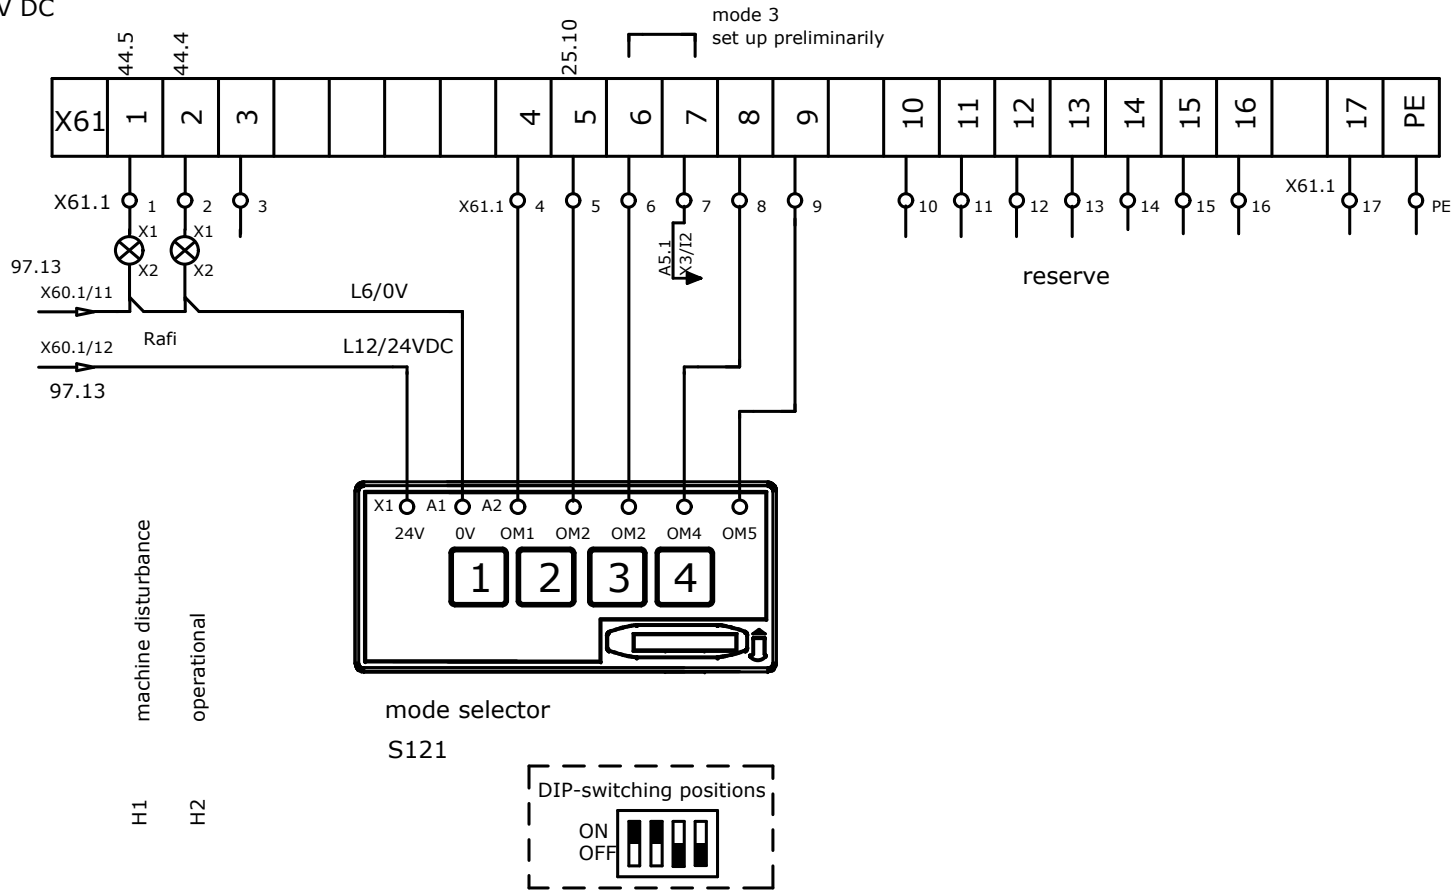 V DC
mode 3
set up preliminarily
44.5
44.4
25.10
X61 1 2 3 4 5 6 7 8 9 10 11 12 13 14 15 16 17 PE
X61.1 1 2 3 X61.1 4 5 6 7 8 9 10 11 12 13 14 15 16 X61.1 17 PE
X1 X1
X2 X2
A5.1
X3/I2
reserve
97.13
X60.1/11
L6/0V
Rafi
X60.1/12
L12/24VDC
97.13
X1 A1 A2
24V 0V OM1 OM2 OM2 OM4 OM5
1 2 3 4
mode selector
S121
H1 machine disturbance
H2 operational
DIP-switching positions
ON
OFF